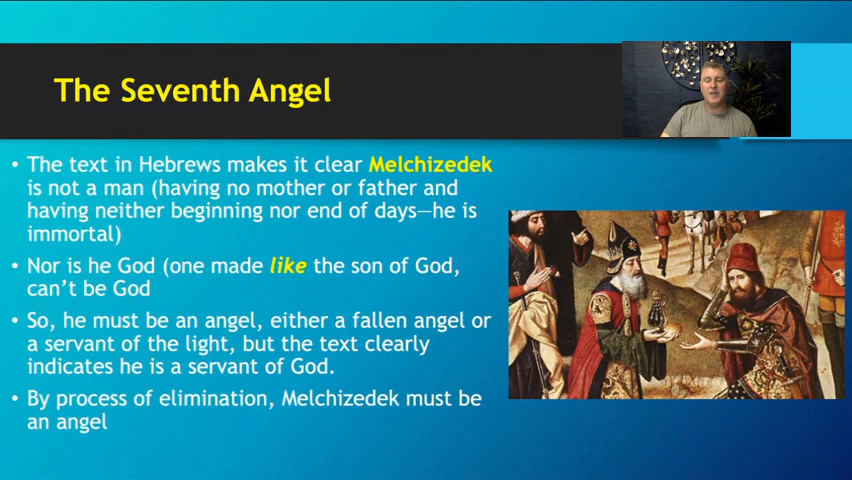 The Seventh Angel
• The text in Hebrews makes it clear Melchizedek
is not a man (having no mother or father and
having neither beginning nor end of days—he is
immortal)
• Nor is he God (one made like the son of God,
can't be God
• So, he must be an angel, either a fallen angel or
a servant of the light, but the text clearly
indicates he is a servant of God.
• By process of elimination, Melchizedek must be
an angel